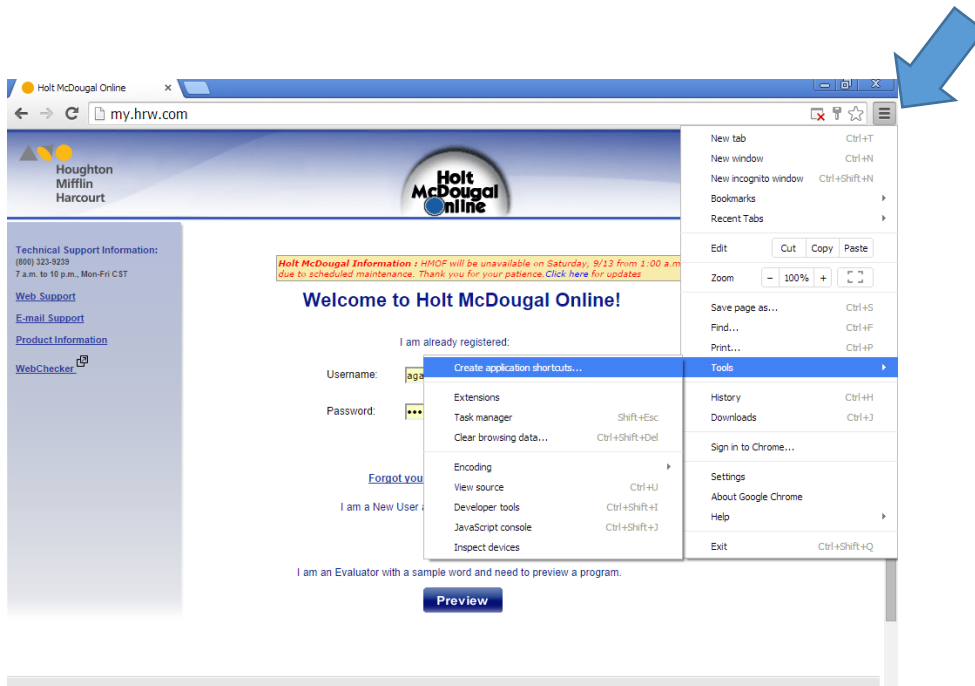 Holt McDougal Online
my.hrw.com
Houghton
Mifflin
Harcourt
Holt
McDougal
Online
Technical Support Information:
(800) 323-9239
7 a.m. to 10 p.m., Mon-Fri CST
Web Support
E-mail Support
Product Information
WebChecker
Holt McDougal Information : HMOF will be unavailable on Saturday, 9/13 from 1:00 a.m
due to scheduled maintenance. Thank you for your patience.Click here for updates
Welcome to Holt McDougal Online!
I am already registered:
Username: aga
Password:
Forgot you
I am a New User
I am an Evaluator with a sample word and need to preview a program.
Preview
New tab Ctrl+T
New window Ctrl+N
New incognito window Ctrl+Shift+N
Bookmarks
Recent Tabs
Edit Cut Copy Paste
Zoom - 100% +
Save page as... Ctrl+S
Find... Ctrl+F
Print... Ctrl+P
Tools
History Ctrl+H
Downloads Ctrl+J
Sign in to Chrome...
Settings
About Google Chrome
Help
Exit Ctrl+Shift+Q
Create application shortcuts...
Extensions
Task manager Shift+Esc
Clear browsing data... Ctrl+Shift+Del
Encoding
View source Ctrl+U
Developer tools Ctrl+Shift+I
JavaScript console Ctrl+Shift+J
Inspect devices